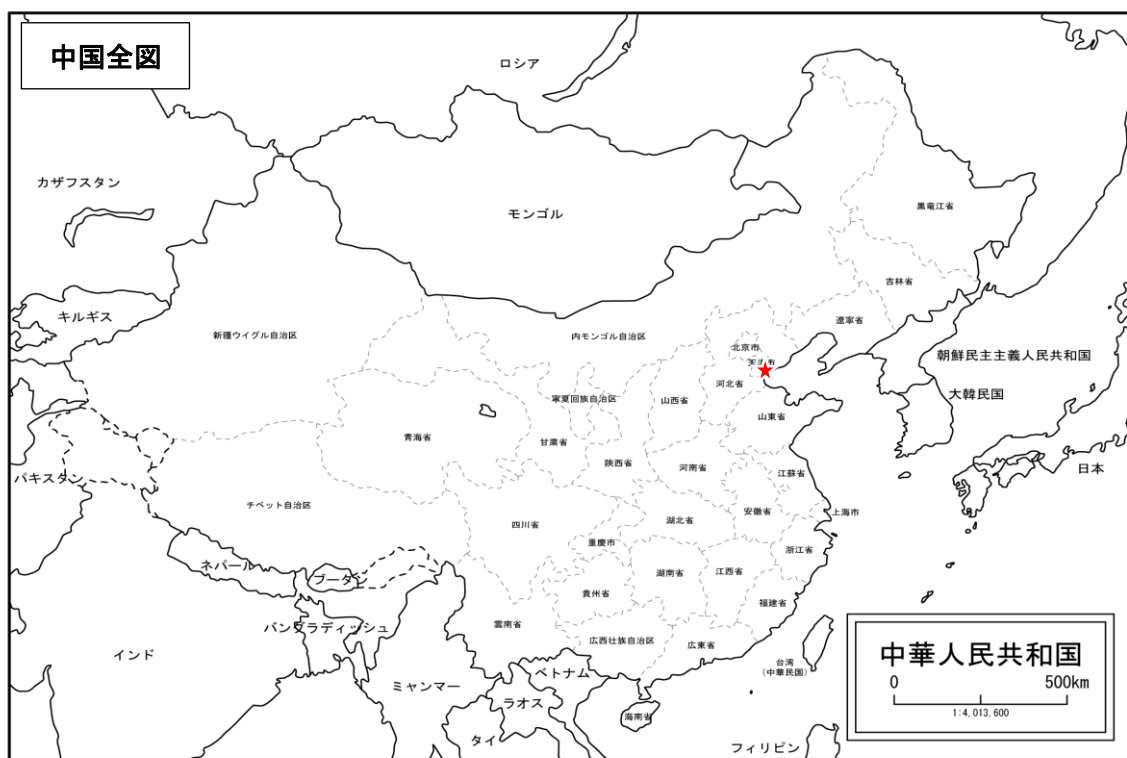 中国全図
ロシア
カザフスタン
モンゴル
黒竜江省
吉林省
キルギス
遼寧省
新疆ウイグル自治区
内モンゴル自治区
北京市
朝鮮民主主義人民共和国
河北省
大韓民国
寧夏回族自治区
山西省
山東省
青海省
甘粛省
陝西省
河南省
日本
パキスタン
江蘇省
チベット自治区
四川省
湖北省
安徽省
上海市
重慶市
浙江省
ネパール
ブータン
湖南省
江西省
貴州省
福建省
バングラディッシュ
雲南省
広西壮族自治区
広東省
インド
台湾
(中華民国)
ミャンマー
ベトナム
ラオス
海南省
タイ
フィリピン
中華人民共和国
0 500km
1:4,013,600